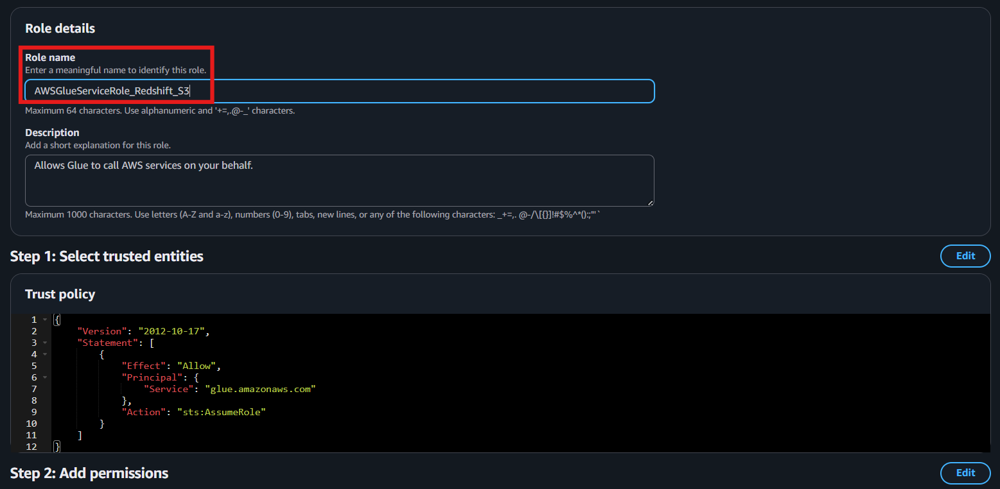 Role details
Role name
Enter a meaningful name to identify this role.
AWSGlueServiceRole_Redshift_S3
Maximum 64 characters. Use alphanumeric and '+=,.@-_' characters.
Description
Add a short explanation for this role.
Allows Glue to call AWS services on your behalf.
Maximum 1000 characters. Use letters (A-Z and a-z), numbers (0-9), tabs, new lines, or any of the following characters: _+=,. @-/\[{}]!#$%^*();:"'`
Step 1: Select trusted entities
Edit
Trust policy
1 {
2     "Version": "2012-10-17",
3     "Statement": [
4         {
5             "Effect": "Allow",
6             "Principal": {
7                 "Service": "glue.amazonaws.com"
8             },
9             "Action": "sts:AssumeRole"
10         }
11     ]
12 }
Step 2: Add permissions
Edit